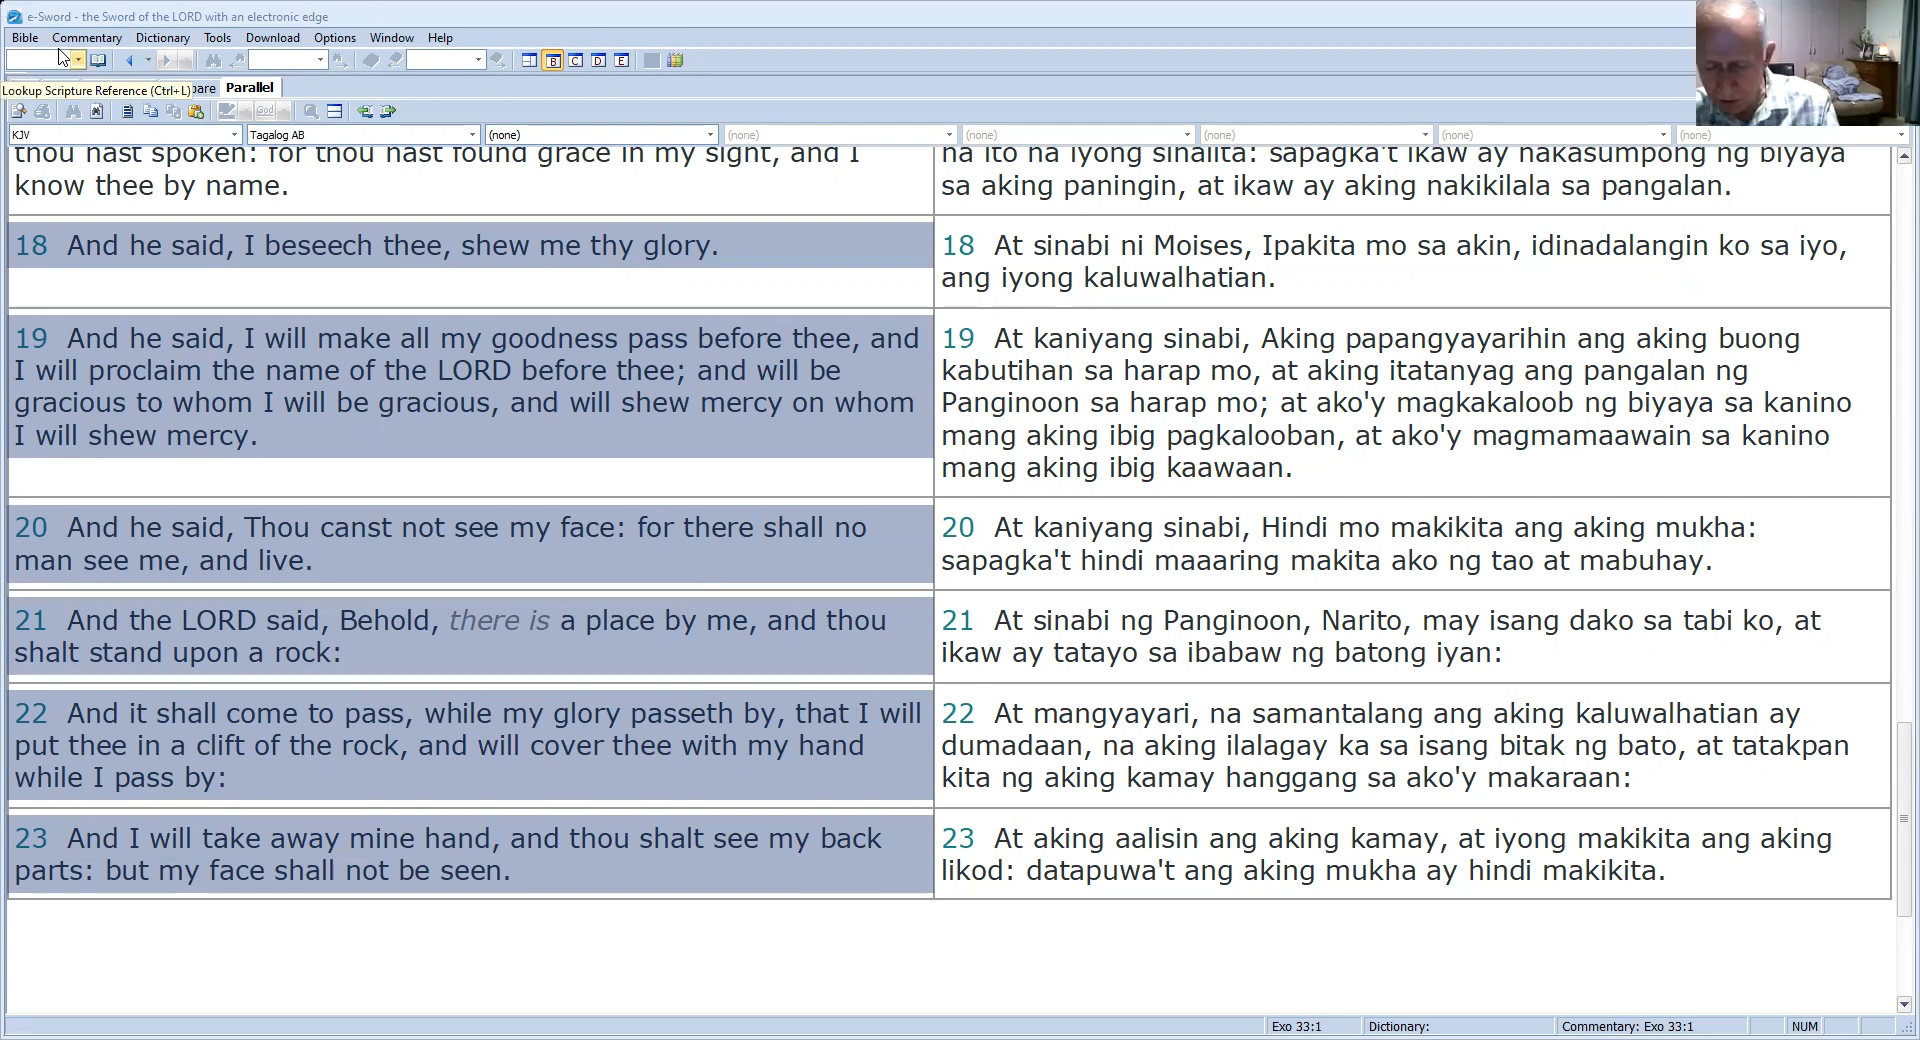 e-Sword - the Sword of the LORD with an electronic edge
Bible Commentary Dictionary Tools Download Options Window Help
B C D E
Lookup Scripture Reference (Ctrl+L) pare Parallel
God
KJV Tagalog AB (none) (none) (none) (none) (none) (none)
thou hast spoken: for thou hast found grace in my sight, and I
know thee by name.
18 And he said, I beseech thee, shew me thy glory.
19 And he said, I will make all my goodness pass before thee, and
I will proclaim the name of the LORD before thee; and will be
gracious to whom I will be gracious, and will shew mercy on whom
I will shew mercy.
20 And he said, Thou canst not see my face: for there shall no
man see me, and live.
21 And the LORD said, Behold, there is a place by me, and thou
shalt stand upon a rock:
22 And it shall come to pass, while my glory passeth by, that I will
put thee in a clift of the rock, and will cover thee with my hand
while I pass by:
23 And I will take away mine hand, and thou shalt see my back
parts: but my face shall not be seen.
na ito na iyong sinalita: sapagka't ikaw ay nakasumpong ng biyaya
sa aking paningin, at ikaw ay aking nakikilala sa pangalan.
18 At sinabi ni Moises, Ipakita mo sa akin, idinadalangin ko sa iyo,
ang iyong kaluwalhatian.
19 At kaniyang sinabi, Aking papangyayarihin ang aking buong
kabutihan sa harap mo, at aking itatanyag ang pangalan ng
Panginoon sa harap mo; at ako'y magkakaloob ng biyaya sa kanino
mang aking ibig pagkalooban, at ako'y magmamaawain sa kanino
mang aking ibig kaawaan.
20 At kaniyang sinabi, Hindi mo makikita ang aking mukha:
sapagka't hindi maaaring makita ako ng tao at mabuhay.
21 At sinabi ng Panginoon, Narito, may isang dako sa tabi ko, at
ikaw ay tatayo sa ibabaw ng batong iyan:
22 At mangyayari, na samantalang ang aking kaluwalhatian ay
dumadaan, na aking ilalagay ka sa isang bitak ng bato, at tatakpan
kita ng aking kamay hanggang sa ako'y makaraan:
23 At aking aalisin ang aking kamay, at iyong makikita ang aking
likod: datapuwa't ang aking mukha ay hindi makikita.
Exo 33:1 Dictionary: Commentary: Exo 33:1 NUM